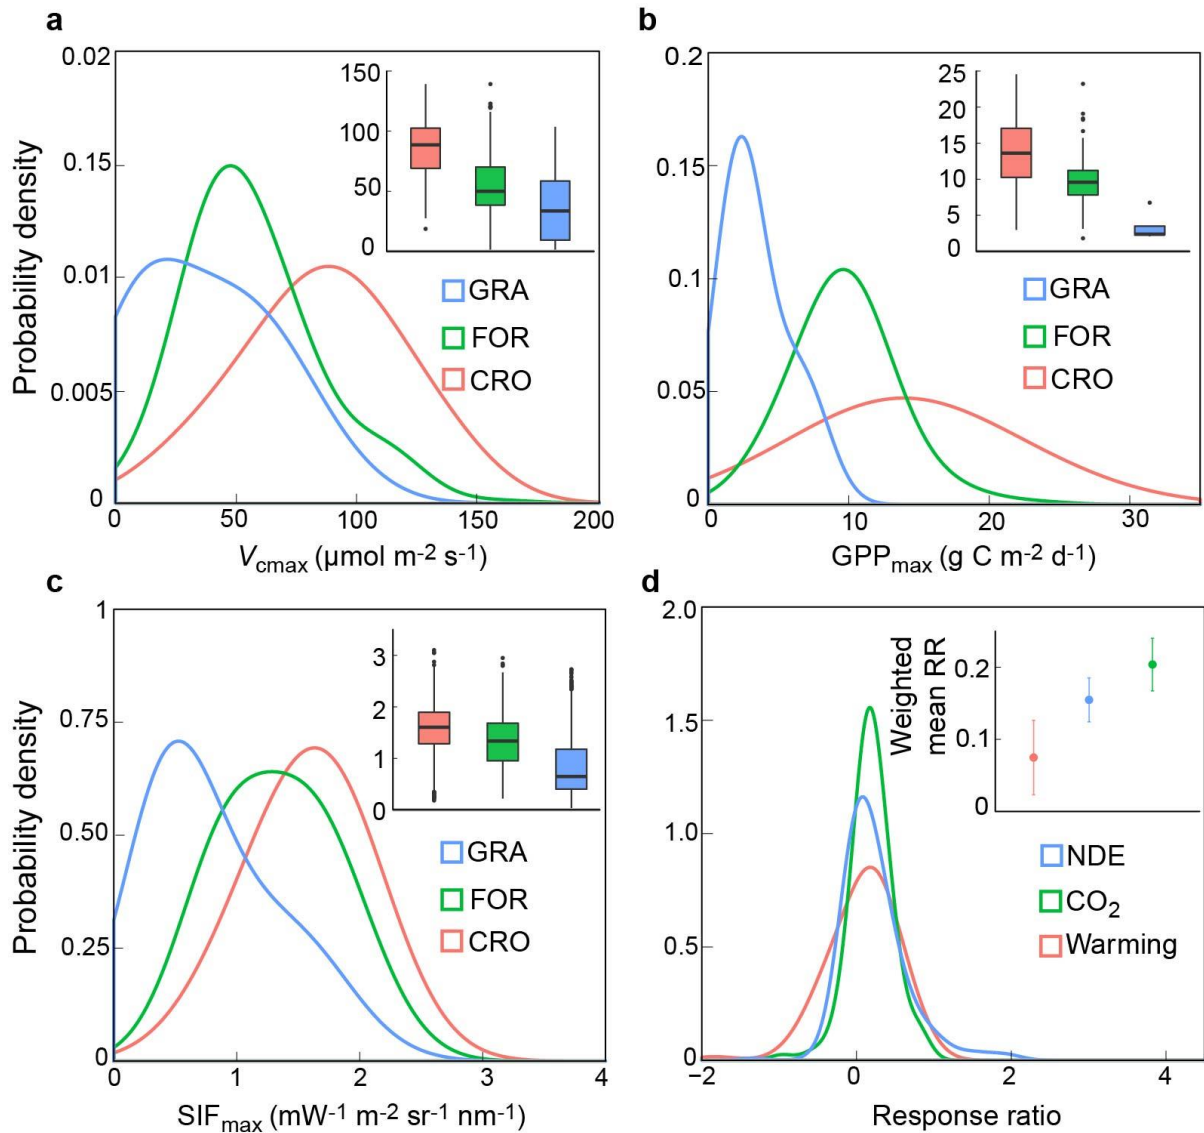 a
0.02
0.15
0.01
0.005
0
Probability density
0
50
100
150
200
Vcmax (μmol m-2 s-1)
150
100
50
0
GRA
FOR
CRO
b
0.2
0.15
0.1
0.05
0
0
10
20
30
GPPmax (g C m-2 d-1)
25
20
15
10
5
0
GRA
FOR
CRO
c
1
0.75
0.50
0.25
0
Probability density
0
1
2
3
4
SIFmax (mW-1 m-2 sr-1 nm-1)
3
2
1
0
GRA
FOR
CRO
d
2.0
1.5
1.0
0.5
0
−2
0
2
4
Response ratio
Weighted
mean RR
0.2
0.1
0
NDE
CO2
Warming